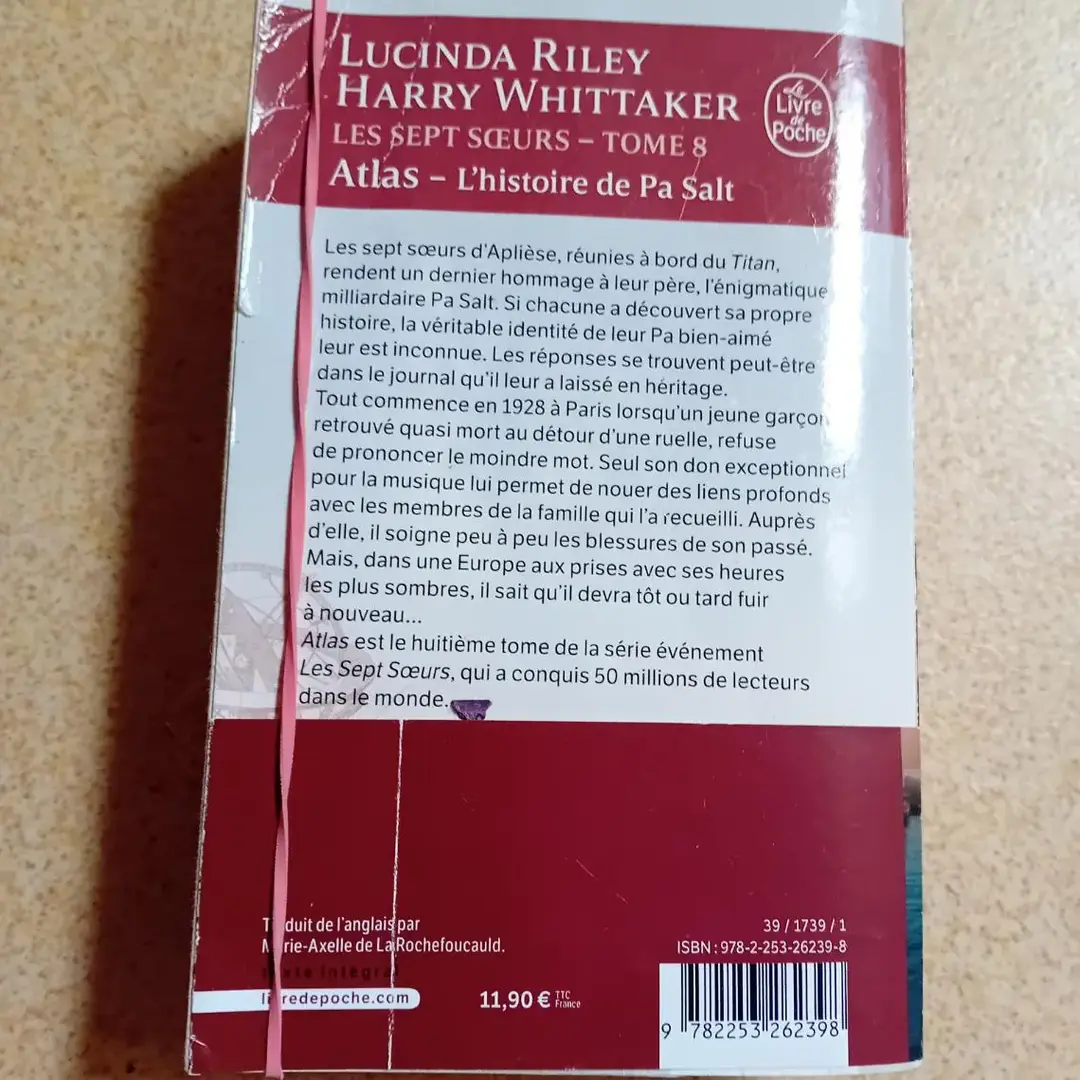 LUCINDA RILEY
HARRY WHITTAKER
LES SEPT SŒURS – TOME 8
Atlas – L'histoire de Pa Salt
Le
Livre
de
Poche
Les sept sœurs d'Aplièse, réunies à bord du Titan,
rendent un dernier hommage à leur père, l'énigmatique
milliardaire Pa Salt. Si chacune a découvert sa propre
histoire, la véritable identité de leur Pa bien-aimé
leur est inconnue. Les réponses se trouvent peut-être
dans le journal qu'il leur a laissé en héritage.
Tout commence en 1928 à Paris lorsqu'un jeune garçon
retrouvé quasi mort au détour d'une ruelle, refuse
de prononcer le moindre mot. Seul son don exceptionnel
pour la musique lui permet de nouer des liens profonds
avec les membres de la famille qui l'a recueilli. Auprès
d'elle, il soigne peu à peu les blessures de son passé.
Mais, dans une Europe aux prises avec ses heures
les plus sombres, il sait qu'il devra tôt ou tard fuir
à nouveau...
Atlas est le huitième tome de la série événement
Les Sept Sœurs, qui a conquis 50 millions de lecteurs
dans le monde.
Traduit de l'anglais par
Marie-Axelle de La Rochefoucauld.
Texte intégral
livredepoche.com
11,90 € TTC
France
39 / 1739 / 1
ISBN : 978-2-253-26239-8
9 782253 262398